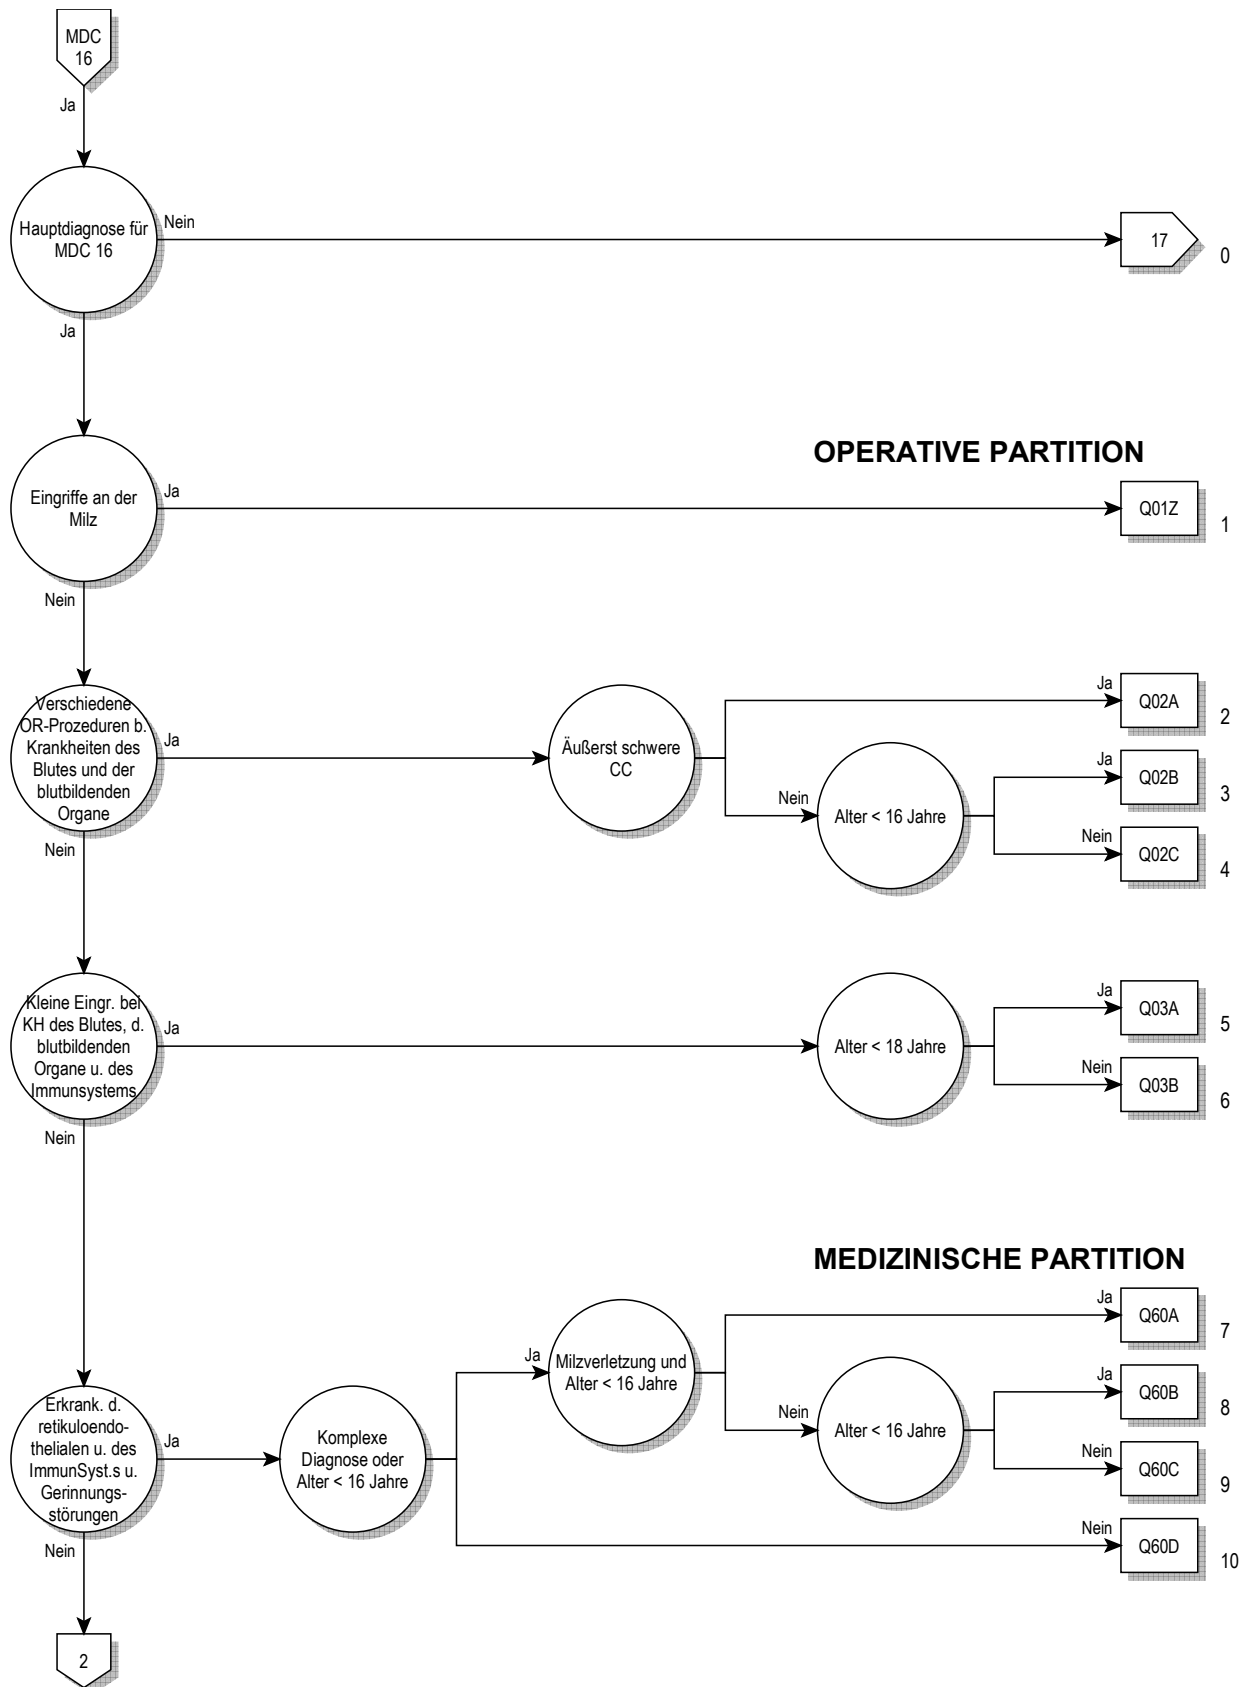 MDC
16
Ja
Hauptdiagnose für
MDC 16
Nein
17
0
Ja
OPERATIVE PARTITION
Eingriffe an der
Milz
Ja
Q01Z
1
Nein
Verschiedene
OR-Prozeduren b.
Krankheiten des
Blutes und der
blutbildenden
Organe
Ja
Äußerst schwere
CC
Ja
Q02A
2
Nein
Alter < 16 Jahre
Ja
Q02B
3
Nein
Q02C
4
Nein
Kleine Eingr. bei
KH des Blutes, d.
blutbildenden
Organe u. des
Immunsystems
Ja
Alter < 18 Jahre
Ja
Q03A
5
Nein
Q03B
6
Nein
MEDIZINISCHE PARTITION
Erkrank. d.
retikuloendo-
thelialen u. des
ImmunSyst.s u.
Gerinnungs-
störungen
Ja
Komplexe
Diagnose oder
Alter < 16 Jahre
Ja
Milzverletzung und
Alter < 16 Jahre
Ja
Q60A
7
Nein
Alter < 16 Jahre
Ja
Q60B
8
Nein
Q60C
9
Nein
Q60D
10
Nein
2